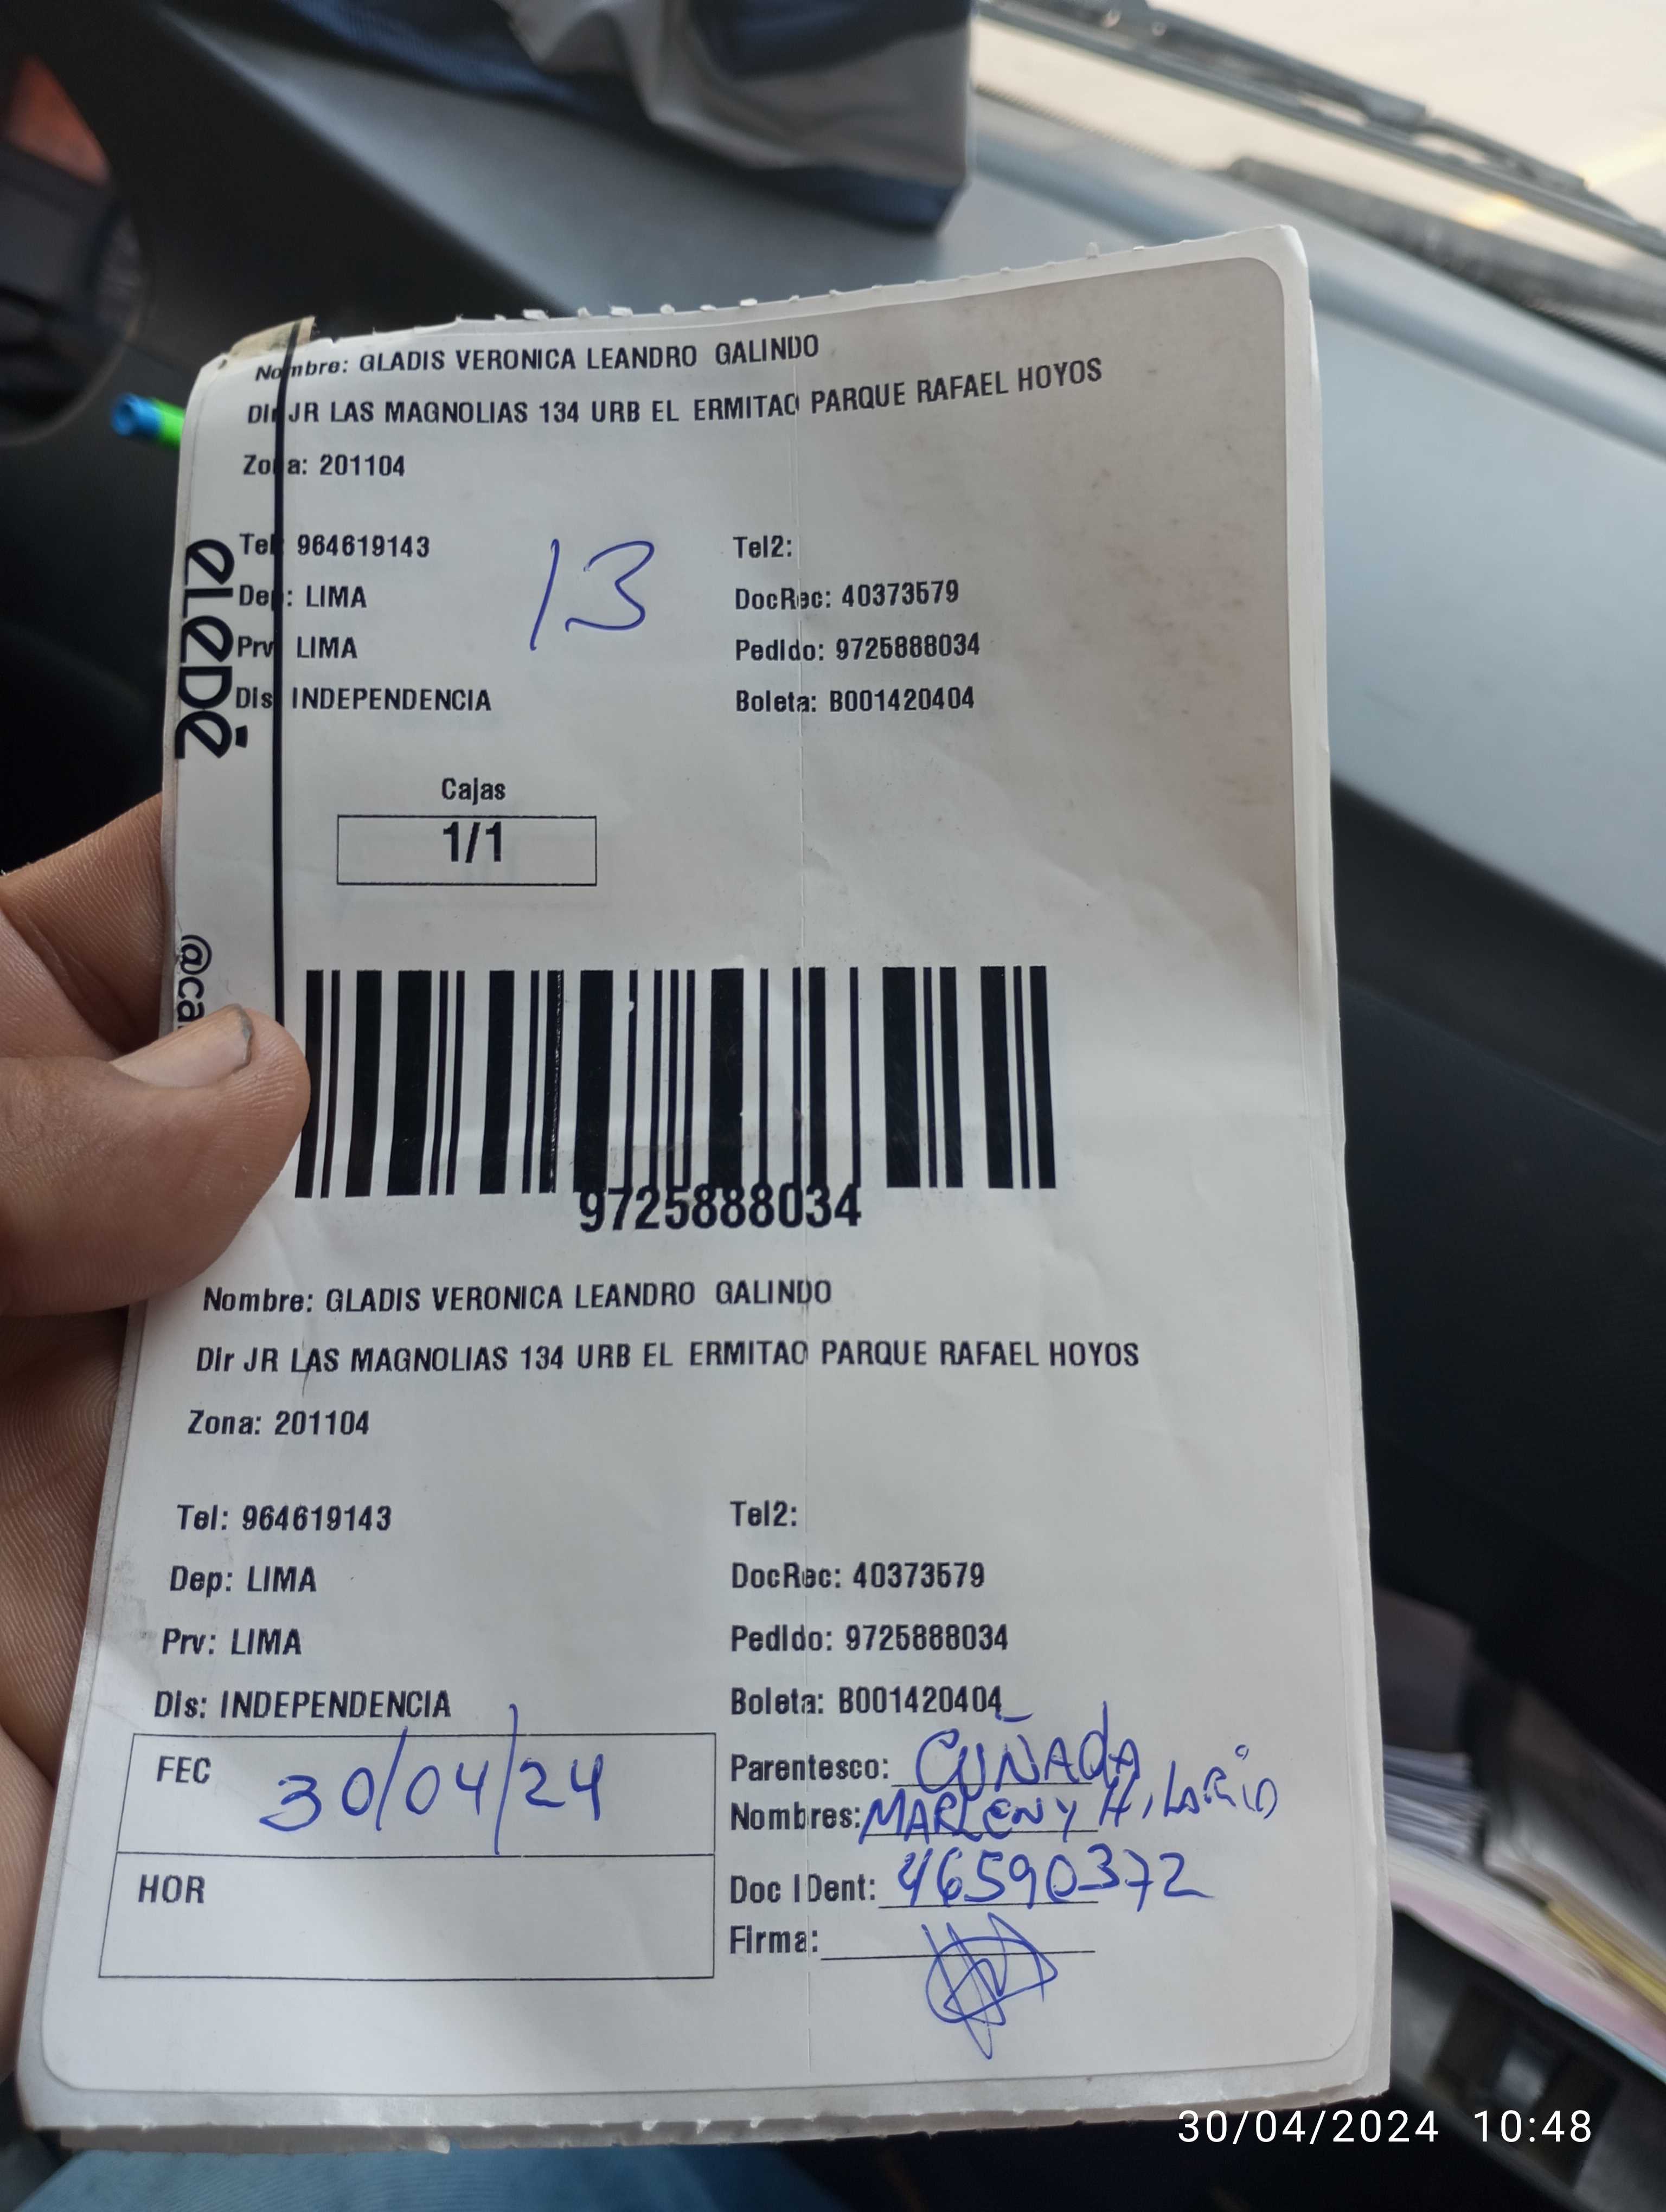 Nombre: GLADIS VERONICA LEANDRO GALINDO
Dir JR LAS MAGNOLIAS 134 URB EL ERMITAO PARQUE RAFAEL HOYOS
Zona: 201104
Tel: 964619143
Tel2:
Dep: LIMA
DocRec: 40373579
Prv: LIMA
Pedido: 9725888034
Dis: INDEPENDENCIA
Boleta: B001420404
13
eLeDé
@ca
Cajas
1/1
9725888034
Nombre: GLADIS VERONICA LEANDRO GALINDO
Dir JR LAS MAGNOLIAS 134 URB EL ERMITAO PARQUE RAFAEL HOYOS
Zona: 201104
Tel: 964619143
Tel2:
Dep: LIMA
DocRec: 40373579
Prv: LIMA
Pedido: 9725888034
Dis: INDEPENDENCIA
Boleta: B001420404
FEC 30/04/24
HOR
Parentesco: CUÑADA
Nombres: MARLENY HiLARIO
Doc IDent: 46590372
Firma:
30/04/2024 10:48